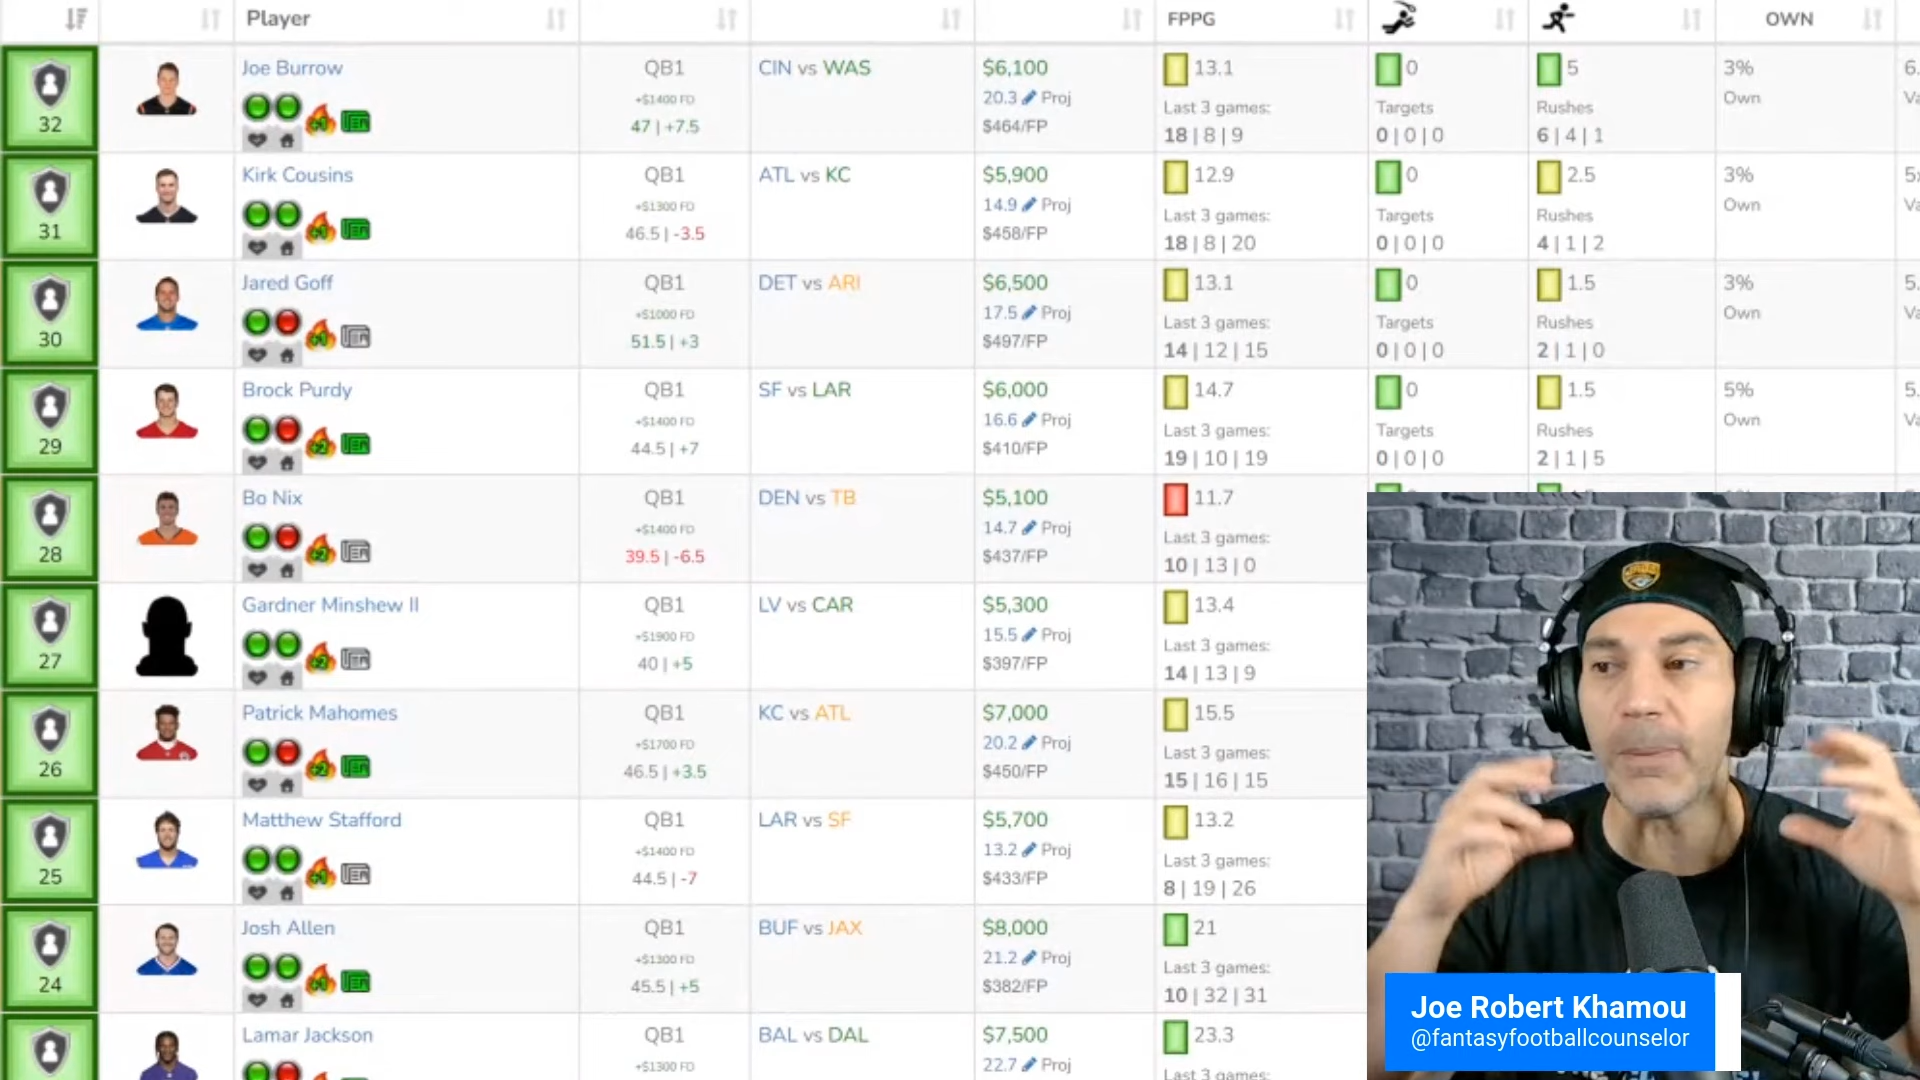 Player FPPG OWN
32
Joe Burrow
QB1
+$1400 FD
47 | +7.5
CIN vs WAS
$6,100
20.3 Proj
$464/FP
13.1
Last 3 games:
18 | 8 | 9
0
Targets
0 | 0 | 0
5
Rushes
6 | 4 | 1
3%
Own
31
Kirk Cousins
QB1
+$1300 FD
46.5 | -3.5
ATL vs KC
$5,900
14.9 Proj
$458/FP
12.9
Last 3 games:
18 | 8 | 20
0
Targets
0 | 0 | 0
2.5
Rushes
4 | 1 | 2
3%
Own
30
Jared Goff
QB1
+$1000 FD
51.5 | +3
DET vs ARI
$6,500
17.5 Proj
$497/FP
13.1
Last 3 games:
14 | 12 | 15
0
Targets
0 | 0 | 0
1.5
Rushes
2 | 1 | 0
3%
Own
29
Brock Purdy
QB1
+$1400 FD
44.5 | +7
SF vs LAR
$6,000
16.6 Proj
$410/FP
14.7
Last 3 games:
19 | 10 | 19
0
Targets
0 | 0 | 0
1.5
Rushes
2 | 1 | 5
5%
Own
28
Bo Nix
QB1
+$1400 FD
39.5 | -6.5
DEN vs TB
$5,100
14.7 Proj
$437/FP
11.7
Last 3 games:
10 | 13 | 0
27
Gardner Minshew II
QB1
+$1900 FD
40 | +5
LV vs CAR
$5,300
15.5 Proj
$397/FP
13.4
Last 3 games:
14 | 13 | 9
26
Patrick Mahomes
QB1
+$1700 FD
46.5 | +3.5
KC vs ATL
$7,000
20.2 Proj
$450/FP
15.5
Last 3 games:
15 | 16 | 15
25
Matthew Stafford
QB1
+$1400 FD
44.5 | -7
LAR vs SF
$5,700
13.2 Proj
$433/FP
13.2
Last 3 games:
8 | 19 | 26
24
Josh Allen
QB1
+$1300 FD
45.5 | +5
BUF vs JAX
$8,000
21.2 Proj
$382/FP
21
Last 3 games:
10 | 32 | 31
Lamar Jackson
QB1
+$1300 FD
BAL vs DAL
$7,500
22.7 Proj
23.3
Last 3 games:
Joe Robert Khamou
@fantasyfootballcounselor